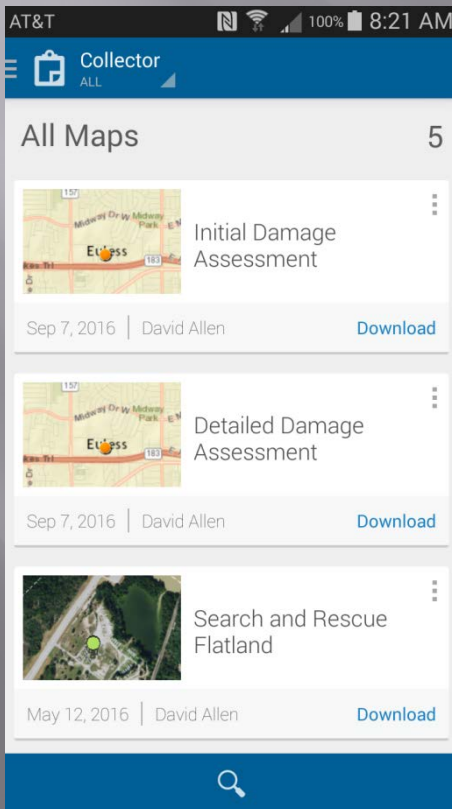 AT&T
100%
8:21 AM
Collector
ALL
All Maps
5
157
Midway Dr W
Midway
Park
183
Initial Damage
Assessment
Sep 7, 2016
David Allen
Download
157
Midway Dr W
Midway
Park
183
Detailed Damage
Assessment
Sep 7, 2016
David Allen
Download
Search and Rescue
Flatland
May 12, 2016
David Allen
Download